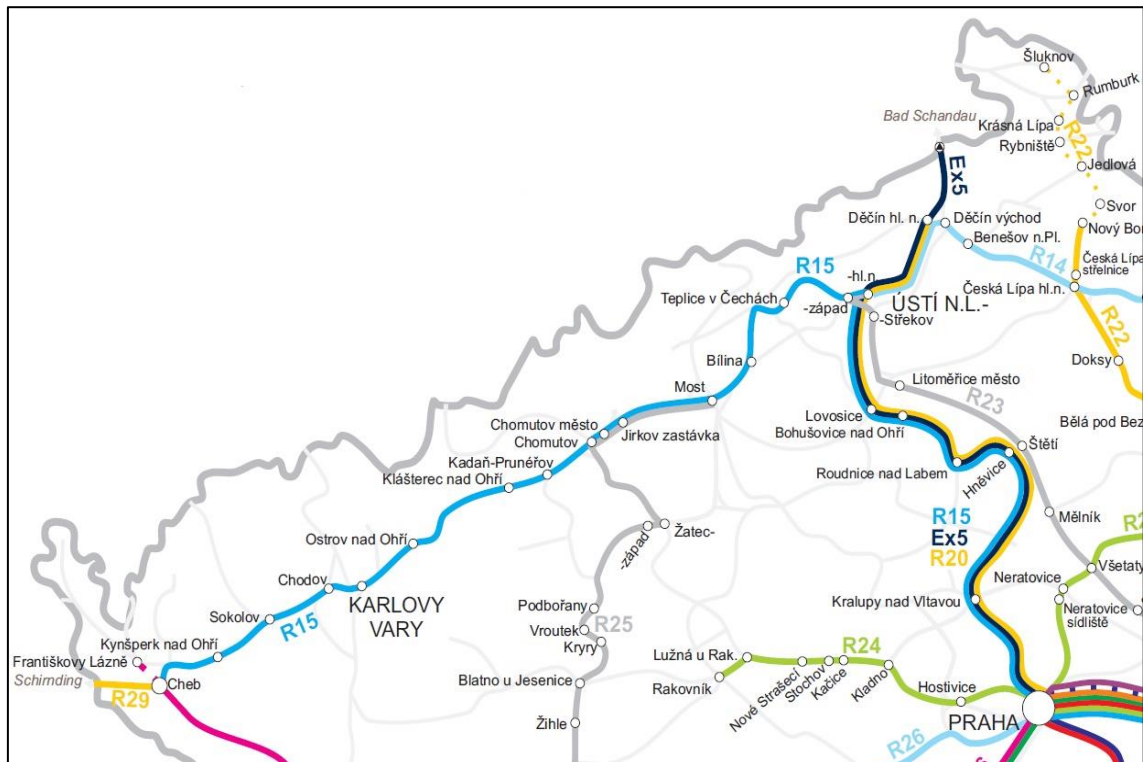 Šluknov
Rumburk
Bad Schandau
Krásná Lípa
Rybniště
R22
Jedlová
Ex5
Svor
Děčín hl. n.
Děčín východ
Nový Bor
Benešov n.Pl.
R14
Česká Lípa
střelnice
R15
-hl.n.
Česká Lípa hl.n.
Teplice v Čechách
-západ
ÚSTÍ N.L.-
-Střekov
R22
Bílina
Doksy
Most
Litoměřice město
R23
Lovosice
Bohušovice nad Ohří
Bělá pod Bez
Chomutov město
Chomutov
Jirkov zastávka
Štětí
Kadaň-Prunéřov
Klášterec nad Ohří
Roudnice nad Labem
Hněvice
R15
Ex5
R20
Mělník
Žatec-
-západ
Ostrov nad Ohří
Chodov
Všetaty
Neratovice
KARLOVY
VARY
Sokolov
R15
Podbořany
Kralupy nad Vltavou
Neratovice
sídliště
Vroutek
R25
Kryry
Kynšperk nad Ohří
Františkovy Lázně
Schirnding
R29
Cheb
Lužná u Rak.
R24
Rakovník
Nové Strašecí
Stochov
Kačice
Kladno
Hostivice
Blatno u Jesenice
Žihle
PRAHA
R26